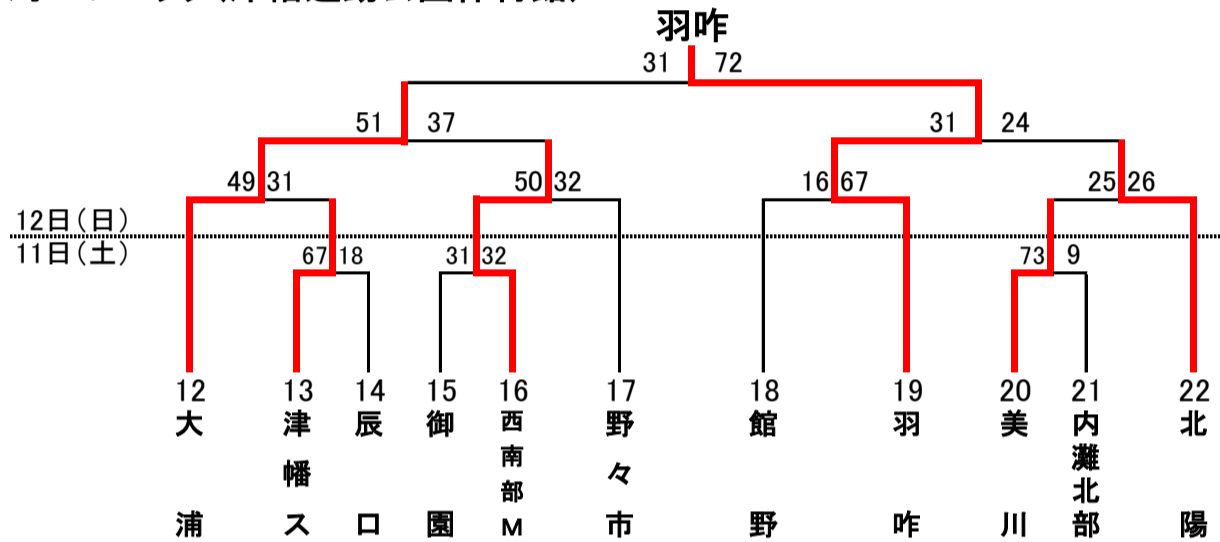 羽咋
31 72
51 37 31 24
49 31 50 32 16 67 25 26
12日(日)
11日(土)
67 18 31 32 73 9
12 13 14 15 16 17 18 19 20 21 22
大浦
津幡ス
辰口
御園
西南部M
野々市
館野
羽咋
美川
内灘北部
北陽